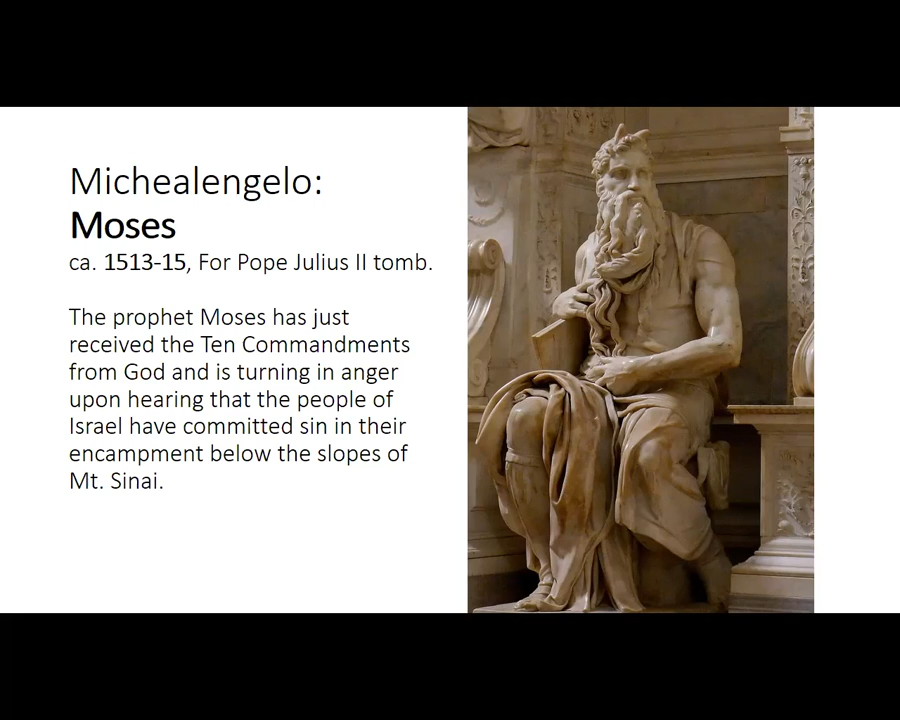 Michealengelo:
Moses
ca. 1513-15, For Pope Julius II tomb.
The prophet Moses has just
received the Ten Commandments
from God and is turning in anger
upon hearing that the people of
Israel have committed sin in their
encampment below the slopes of
Mt. Sinai.